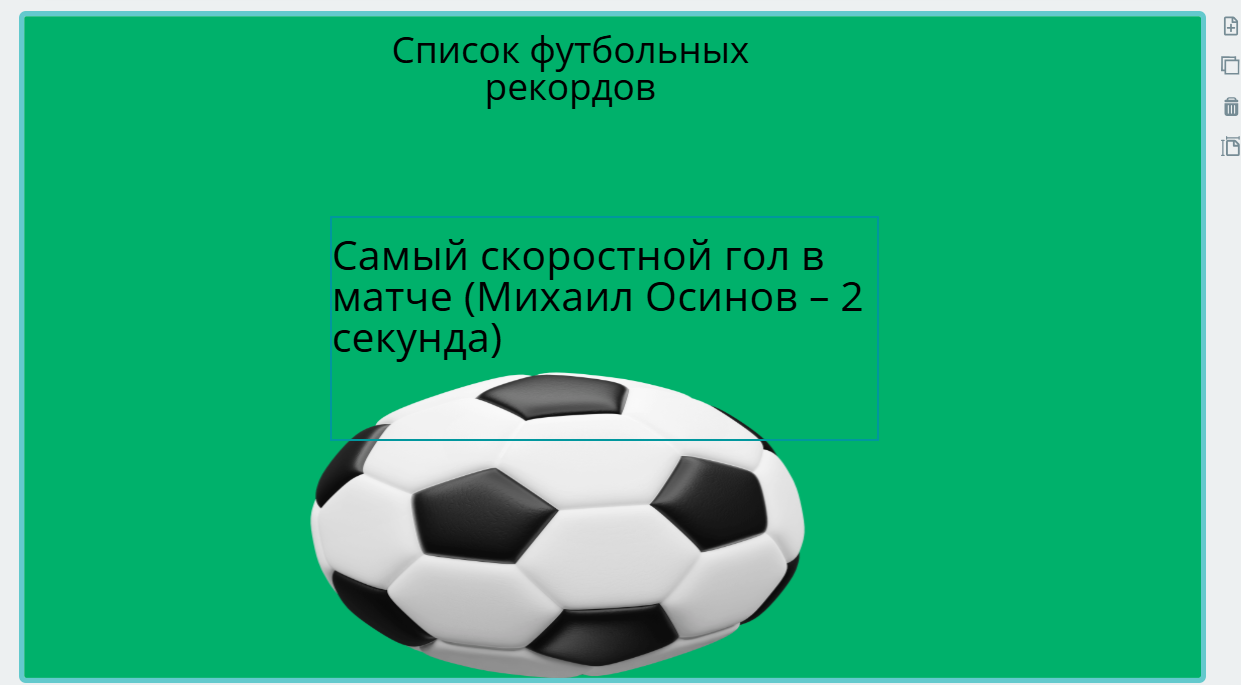 Список футбольных
рекордов
Самый скоростной гол в
матче (Михаил Осинов – 2
секунда)